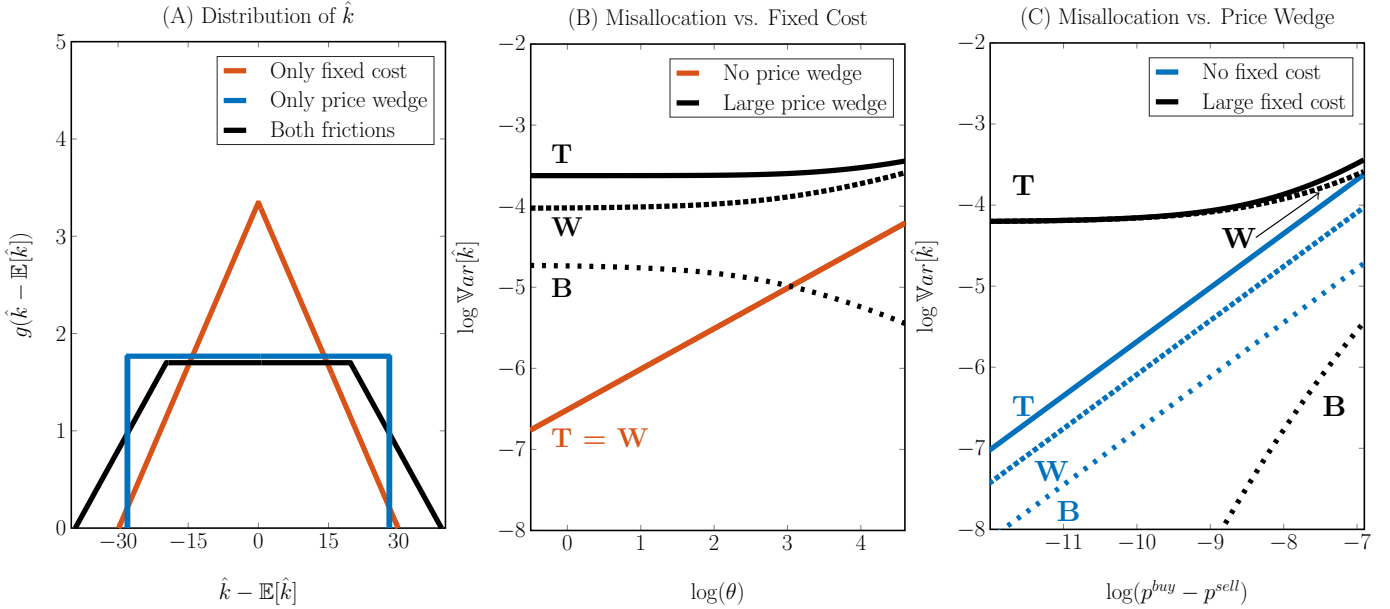 (A) Distribution of k̂
5
4
3
2
1
0
g(k̂ − 𝔼[k̂])
Only fixed cost
Only price wedge
Both frictions
−30 −15 0 15 30
k̂ − 𝔼[k̂]
(B) Misallocation vs. Fixed Cost
−2
−3
−4
−5
−6
−7
−8
log 𝕍ar[k̂]
No price wedge
Large price wedge
T
W
B
T = W
0 1 2 3 4
log(θ)
(C) Misallocation vs. Price Wedge
−2
−3
−4
−5
−6
−7
−8
log 𝕍ar[k̂]
No fixed cost
Large fixed cost
T
W
T
B
W
B
−11 −10 −9 −8 −7
log(p^buy − p^sell)